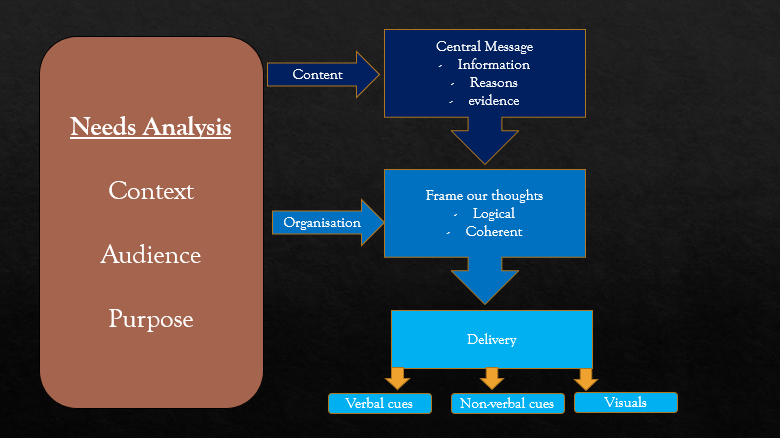 Needs Analysis
Context
Audience
Purpose
Content
Central Message
- Information
- Reasons
- evidence
Organisation
Frame our thoughts
- Logical
- Coherent
Delivery
Verbal cues
Non-verbal cues
Visuals